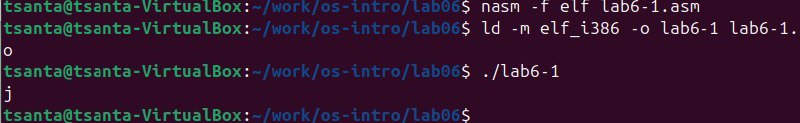 tsanta@tsanta-VirtualBox:~/work/os-intro/lab06$ nasm -f elf lab6-1.asm
tsanta@tsanta-VirtualBox:~/work/os-intro/lab06$ ld -m elf_i386 -o lab6-1 lab6-1.
o
tsanta@tsanta-VirtualBox:~/work/os-intro/lab06$ ./lab6-1
j
tsanta@tsanta-VirtualBox:~/work/os-intro/lab06$